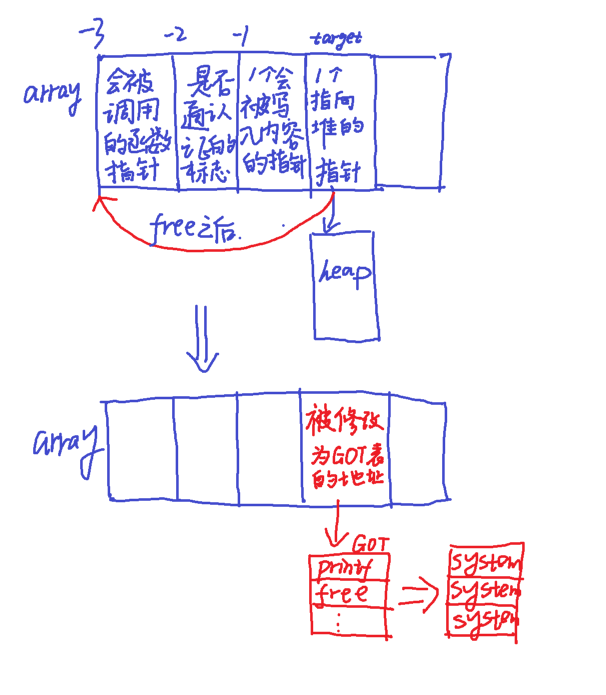 -3 -2 -1 target
array
会被
调用
的函数
指针
是否
通过认
证的
标志
1个会
被写
入内容
的指针
1个
指向
堆的
指针
free之后
heap
array
被修改
为GOT表
的地址
GOT
printf
free
⋮
system
system
system